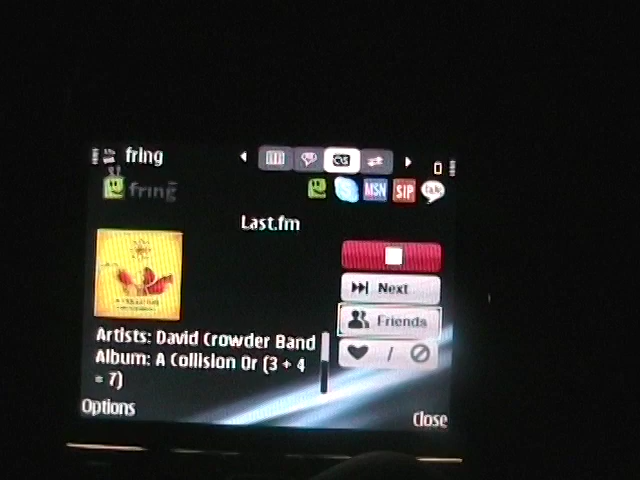 fring
fring
MSN
SIP
talk
Last.fm
Next
Friends
Artists: David Crowder Band
Album: A Collision Or (3 + 4
= 7)
/
Options
Close